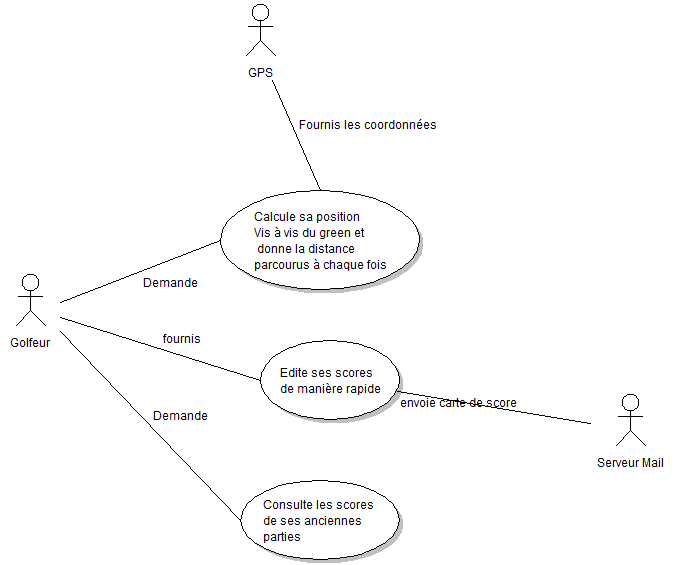 GPS
Fournis les coordonnées
Calcule sa position
Vis à vis du green et
donne la distance
parcourus à chaque fois
Demande
Golfeur
fournis
Edite ses scores
de manière rapide
envoie carte de score
Demande
Serveur Mail
Consulte les scores
de ses anciennes
parties